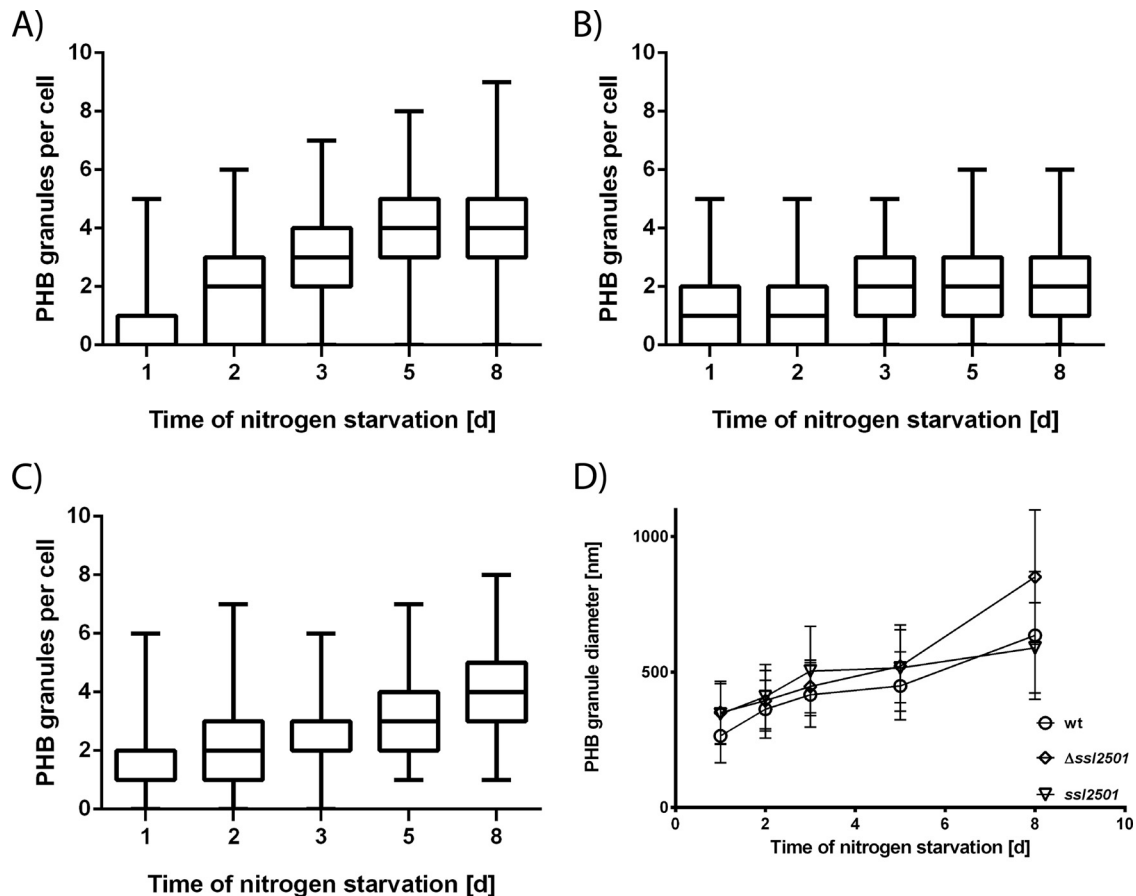 A)
PHB granules per cell
10
8
6
4
2
0
1 2 3 5 8
Time of nitrogen starvation [d]
B)
PHB granules per cell
10
8
6
4
2
0
1 2 3 5 8
Time of nitrogen starvation [d]
C)
PHB granules per cell
10
8
6
4
2
0
1 2 3 5 8
Time of nitrogen starvation [d]
D)
PHB granule diameter [nm]
1000
500
0
0 2 4 6 8 10
Time of nitrogen starvation [d]
wt
Δssl2501
ssl2501